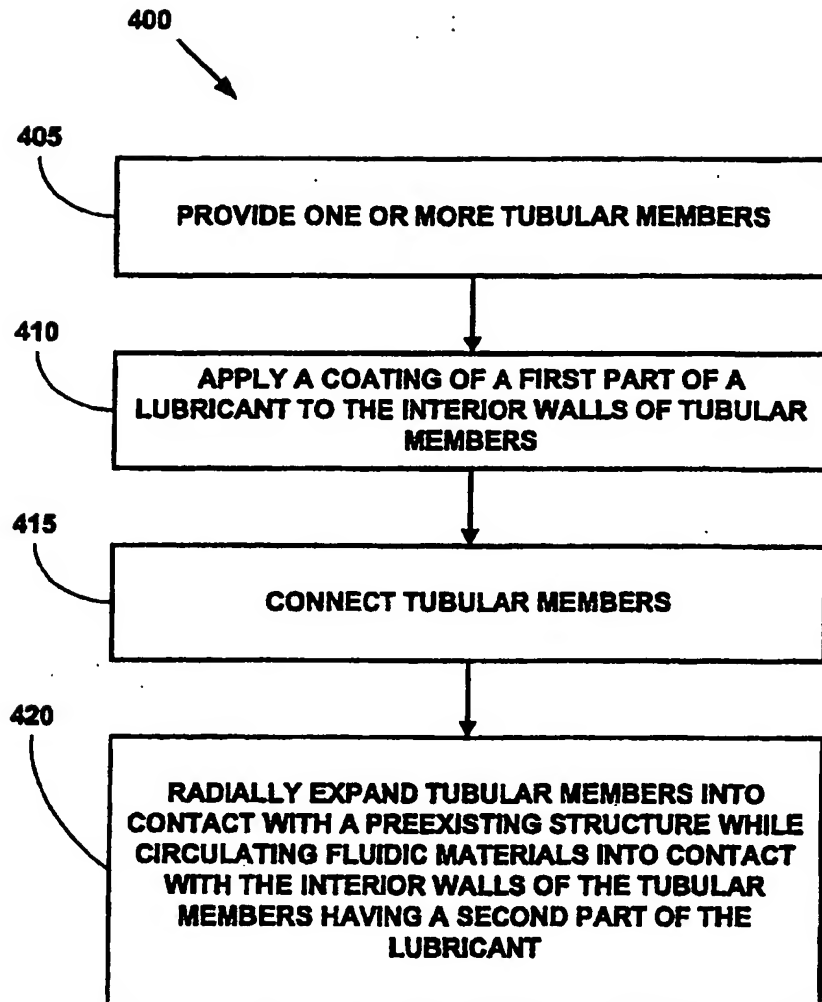 400
405
PROVIDE ONE OR MORE TUBULAR MEMBERS
410
APPLY A COATING OF A FIRST PART OF A
LUBRICANT TO THE INTERIOR WALLS OF TUBULAR
MEMBERS
415
CONNECT TUBULAR MEMBERS
420
RADIALLY EXPAND TUBULAR MEMBERS INTO
CONTACT WITH A PREEXISTING STRUCTURE WHILE
CIRCULATING FLUIDIC MATERIALS INTO CONTACT
WITH THE INTERIOR WALLS OF THE TUBULAR
MEMBERS HAVING A SECOND PART OF THE
LUBRICANT